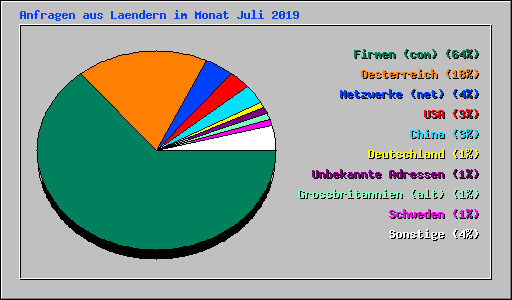 Anfragen aus Laendern im Monat Juli 2019
Firmen (com) (64%)
Oesterreich (18%)
Netzwerke (net) (4%)
USA (3%)
China (3%)
Deutschland (1%)
Unbekannte Adressen (1%)
Grossbritannien (alt) (1%)
Schweden (1%)
Sonstige (4%)